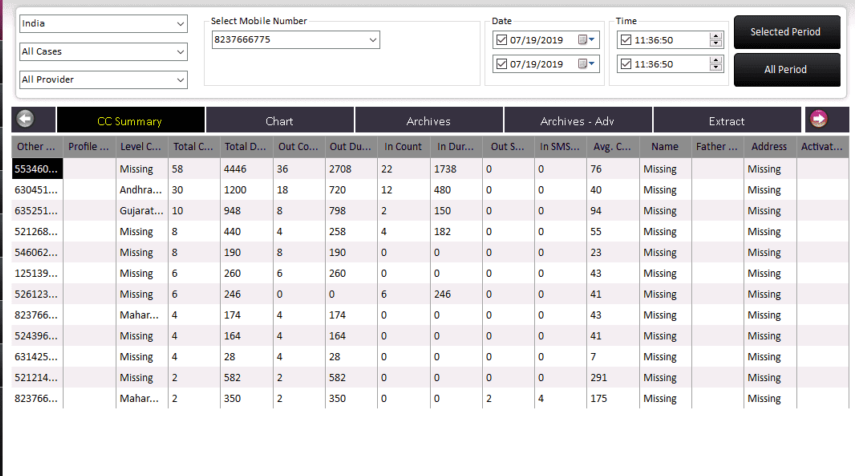 India
All Cases
All Provider
Select Mobile Number
8237666775
Date
07/19/2019
07/19/2019
Time
11:36:50
11:36:50
Selected Period
All Period
CC Summary Chart Archives Archives - Adv Extract
Other ... Profile ... Level C... Total C... Total D... Out Co... Out Du... In Count In Dur... Out S... In SMS... Avg. C... Name Father ... Address Activat...
553460... Missing 58 4446 36 2708 22 1738 0 0 76 Missing Missing
630451... Andhra... 30 1200 18 720 12 480 0 0 40 Missing Missing
635251... Gujarat... 10 948 8 798 2 150 0 0 94 Missing Missing
521268... Missing 8 440 4 258 4 182 0 0 55 Missing Missing
546062... Missing 8 190 8 190 0 0 0 0 23 Missing Missing
125139... Missing 6 260 6 260 0 0 0 0 43 Missing Missing
526123... Missing 6 246 0 0 6 246 0 0 41 Missing Missing
823766... Mahar... 4 174 4 174 0 0 0 0 43 Missing Missing
524396... Missing 4 164 4 164 0 0 0 0 41 Missing Missing
631425... Missing 4 28 4 28 0 0 0 0 7 Missing Missing
521214... Missing 2 582 2 582 0 0 0 0 291 Missing Missing
823766... Mahar... 2 350 2 350 0 0 2 4 175 Missing Missing